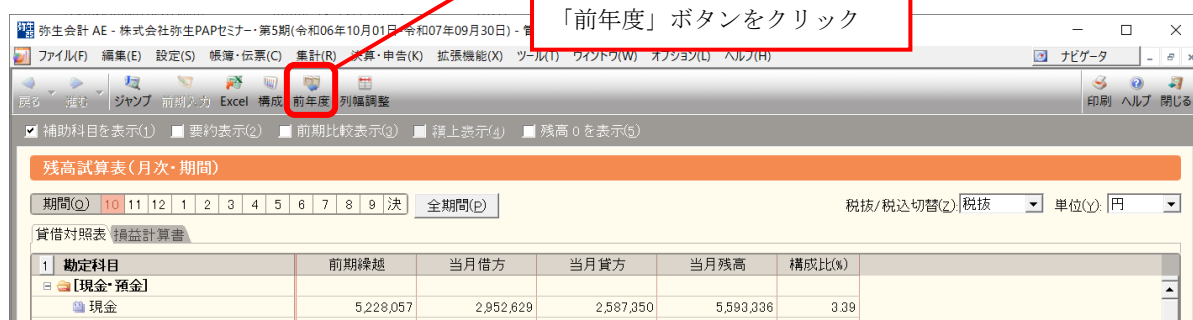 「前年度」ボタンをクリック
弥生会計 AE - 株式会社弥生PAPセミナー・第5期(令和06年10月01日-令和07年09月30日) -
ファイル(F) 編集(E) 設定(S) 帳簿・伝票(C) 集計(R) 決算・申告(K) 拡張機能(X) ツール(T) ウィンドウ(W) オプション(L) ヘルプ(H) ナビゲータ
戻る 進む ジャンプ 前期入力 Excel 構成 前年度 列幅調整 印刷 ヘルプ 閉じる
補助科目を表示(1) 要約表示(2) 前期比較表示(3) 積上表示(4) 残高0を表示(5)
残高試算表(月次・期間)
期間(O) 10 11 12 1 2 3 4 5 6 7 8 9 決 全期間(P) 税抜/税込切替(Z): 税抜 単位(Y): 円
貸借対照表 損益計算書
1 勘定科目 前期繰越 当月借方 当月貸方 当月残高 構成比(%)
[現金・預金]
現金 5,228,057 2,952,629 2,587,350 5,593,336 3.39